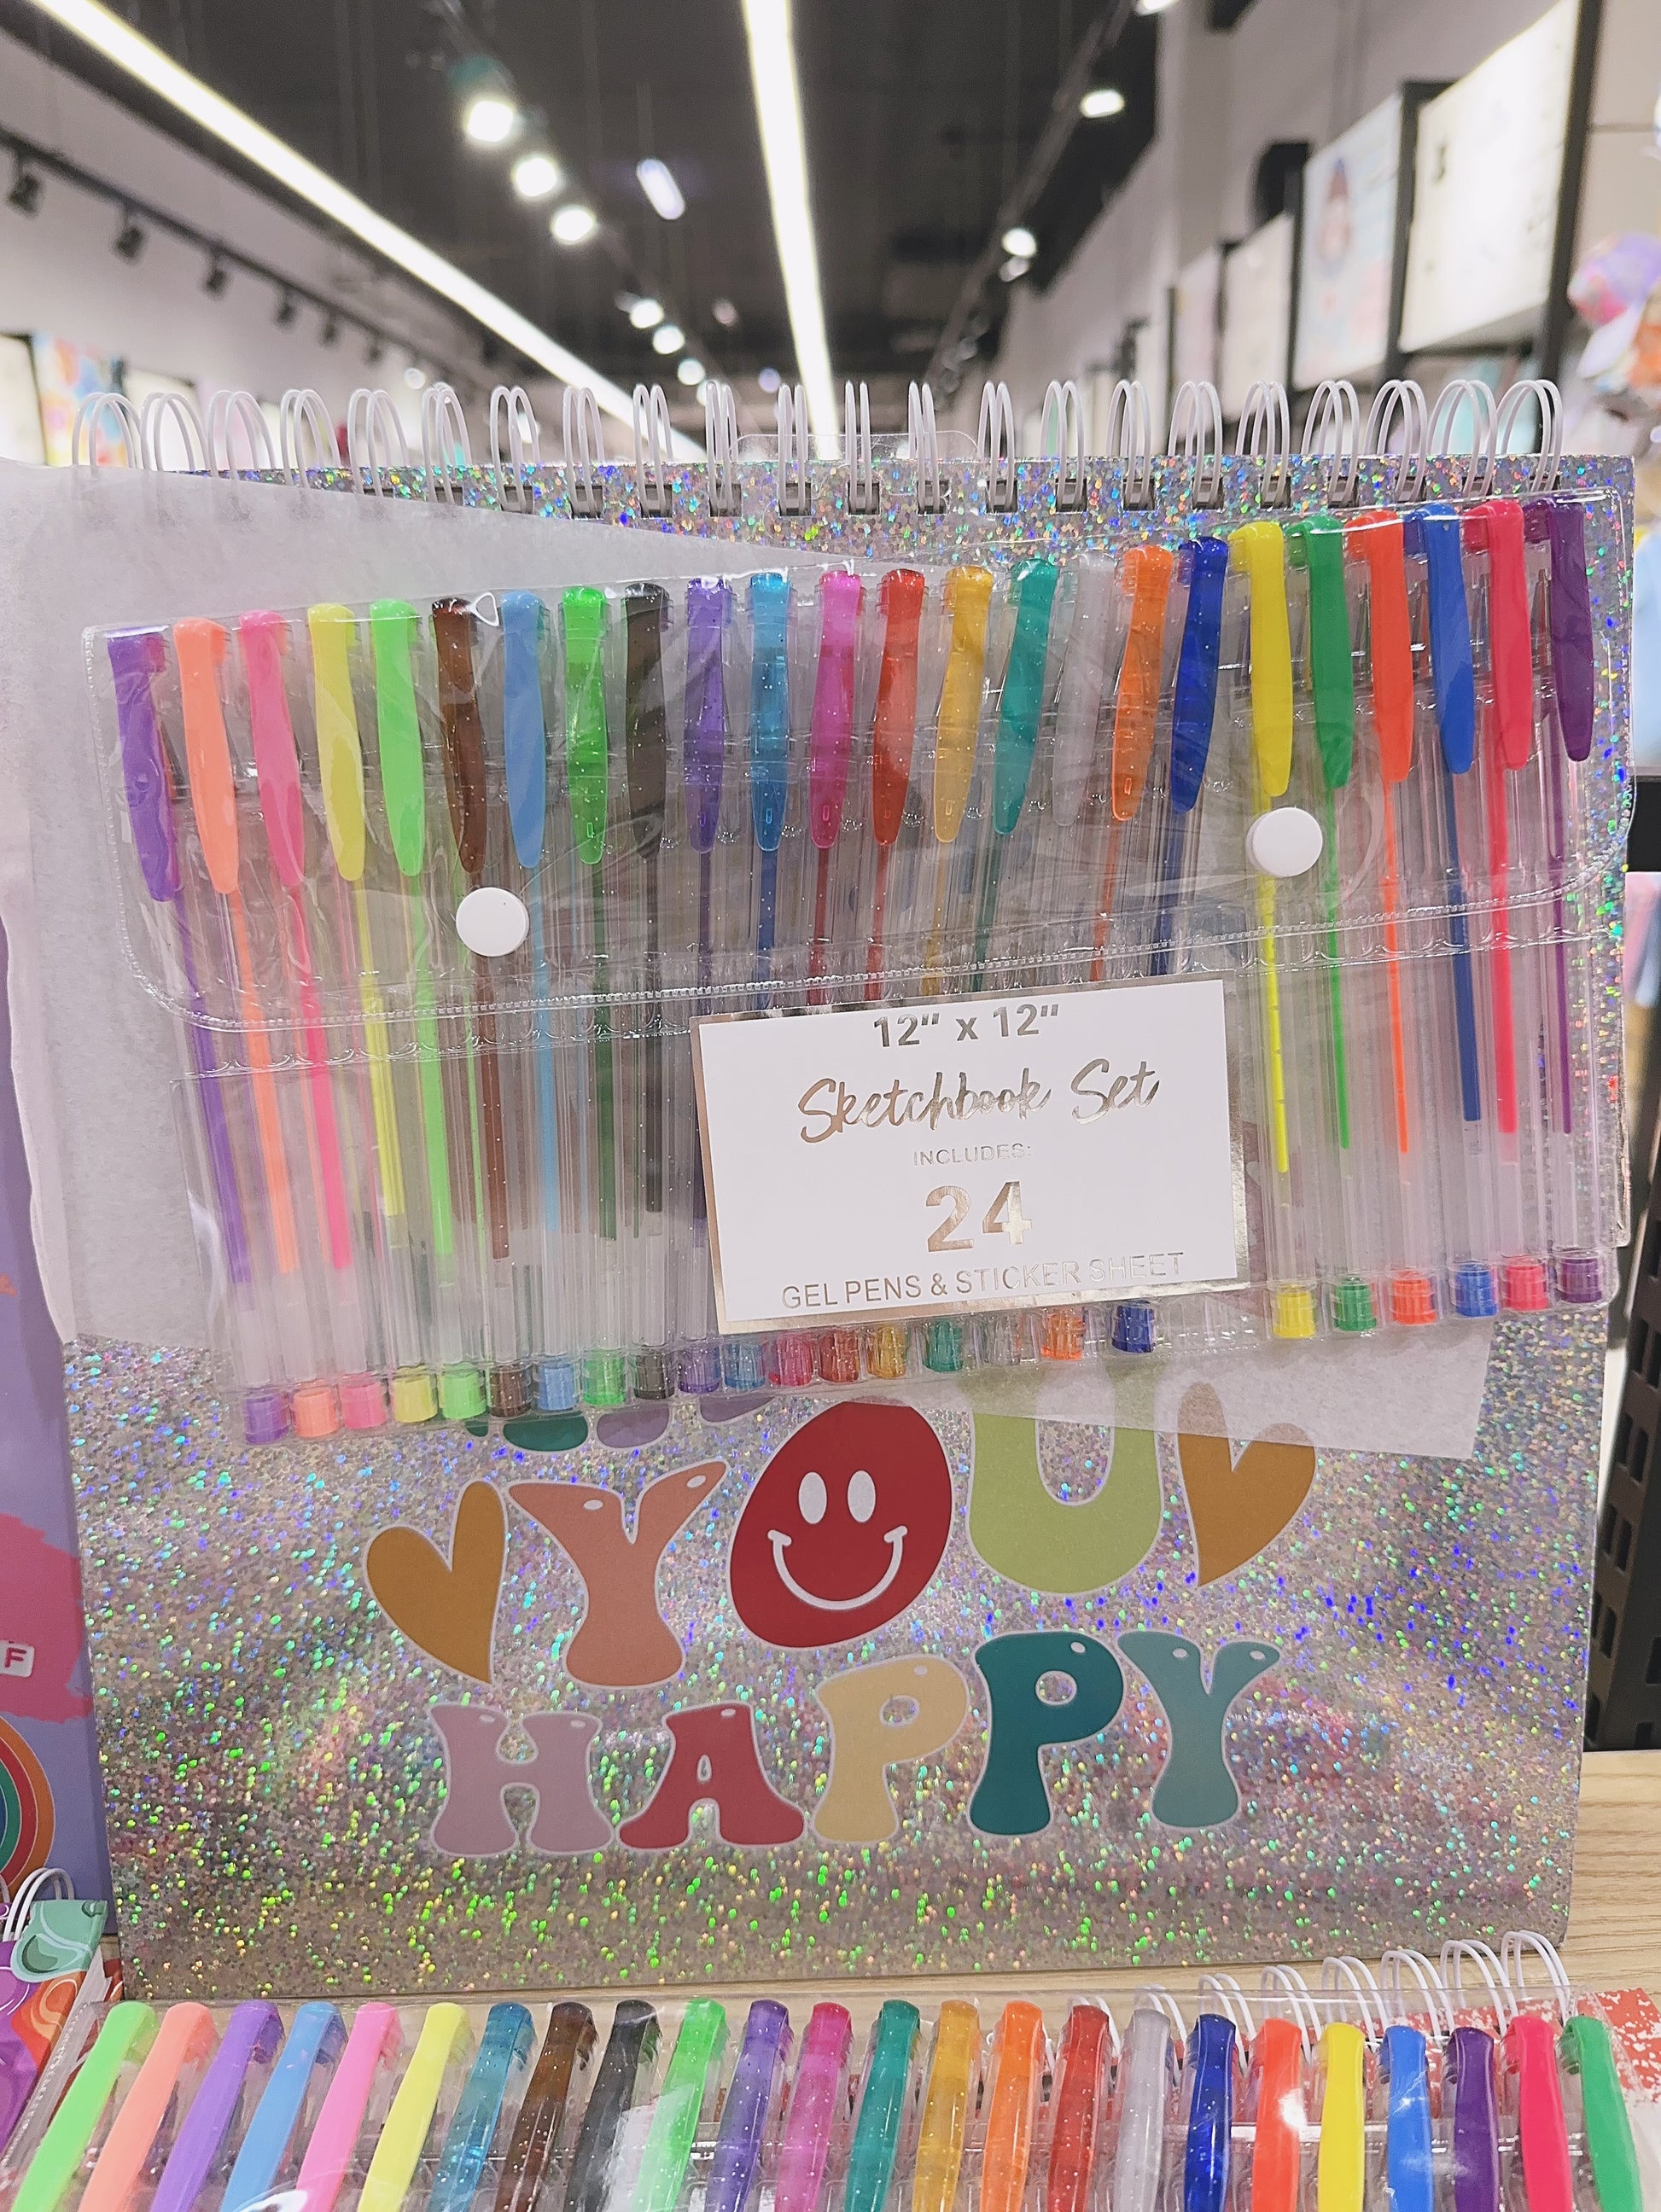 12" x 12"
Sketchbook Set
INCLUDES:
24
GEL PENS & STICKER SHEET
YOU
HAPPY
F